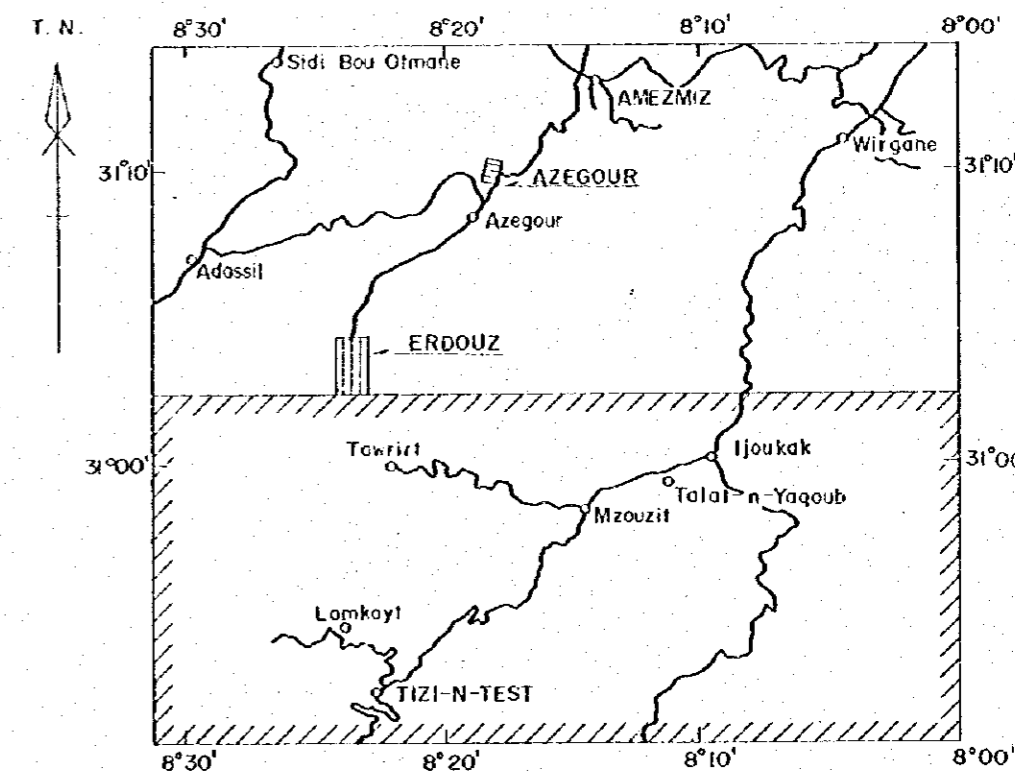 T. N.
8°30'
8°20'
8°10'
8°00'
Sidi Bou Otmane
AMEZMIZ
Wirgane
31°10'
31°10'
AZEGOUR
Azegour
Adassil
ERDOUZ
31°00'
Tawrirt
Ijoukak
31°00
Talat-n-Yaqoub
Mzouzit
Lamkayt
TIZI-N-TEST
8°30'
8°20'
8°10'
8°00'